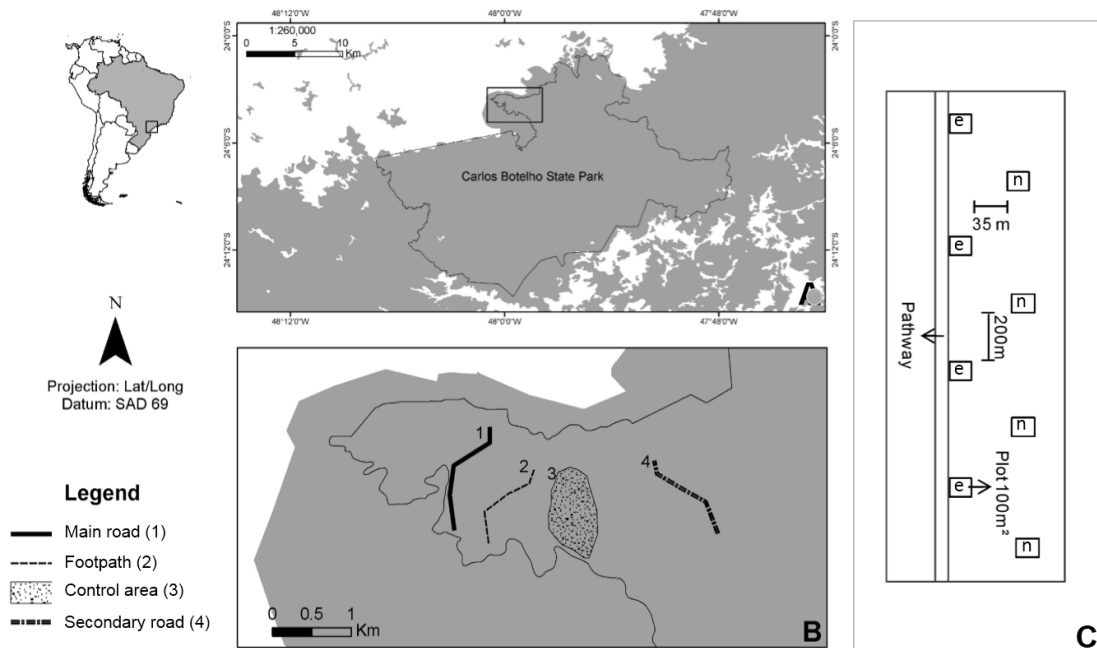 48°12'0"W
48°0'0"W
47°48'0"W
1:260,000
0 5 10
Km
24°0'0"S
24°0'0"S
24°6'0"S
24°6'0"S
24°12'0"S
24°12'0"S
Carlos Botelho State Park
A
48°12'0"W
48°0'0"W
47°48'0"W
N
Projection: Lat/Long
Datum: SAD 69
Legend
Main road (1)
Footpath (2)
Control area (3)
Secondary road (4)
1
2
3
4
0 0.5 1
Km
B
e
n
35 m
e
n
200m
Pathway
e
n
e
Plot100m²
n
C